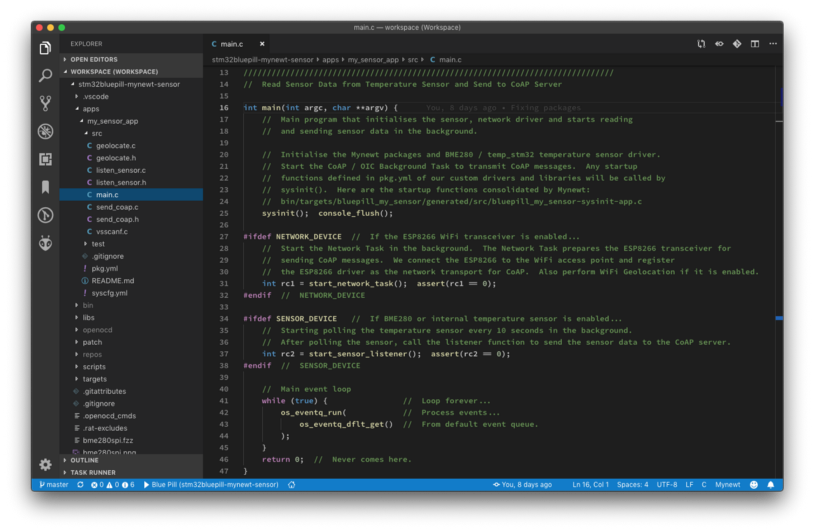 main.c — workspace (Workspace)
EXPLORER
OPEN EDITORS
WORKSPACE (WORKSPACE)
stm32bluepill-mynewt-sensor
.vscode
apps
my_sensor_app
src
C geolocate.c
C geolocate.h
C listen_sensor.c
C listen_sensor.h
C main.c
C send_coap.c
C send_coap.h
C vsscanf.c
test
.gitignore
! pkg.yml
README.md
! syscfg.yml
bin
libs
openocd
patch
repos
scripts
targets
.gitattributes
.gitignore
.openocd_cmds
.rat-excludes
bme280spi.fzz
bme280spi.png
OUTLINE
TASK RUNNER
C main.c ×
stm32bluepill-mynewt-sensor › apps › my_sensor_app › src › C main.c
13 ///////////////////////////////////////////////////////////////////////////////
14 // Read Sensor Data from Temperature Sensor and Send to CoAP Server
15
16 int main(int argc, char **argv) { You, 8 days ago • Fixing packages
17 // Main program that initialises the sensor, network driver and starts reading
18 // and sending sensor data in the background.
19
20 // Initialise the Mynewt packages and BME280 / temp_stm32 temperature sensor driver.
21 // Start the CoAP / OIC Background Task to transmit CoAP messages. Any startup
22 // functions defined in pkg.yml of our custom drivers and libraries will be called by
23 // sysinit(). Here are the startup functions consolidated by Mynewt:
24 // bin/targets/bluepill_my_sensor/generated/src/bluepill_my_sensor-sysinit-app.c
25 sysinit(); console_flush();
26
27 #ifdef NETWORK_DEVICE // If the ESP8266 WiFi transceiver is enabled...
28 // Start the Network Task in the background. The Network Task prepares the ESP8266 transceiver for
29 // sending CoAP messages. We connect the ESP8266 to the WiFi access point and register
30 // the ESP8266 driver as the network transport for CoAP. Also perform WiFi Geolocation if it is enabled.
31 int rc1 = start_network_task(); assert(rc1 == 0);
32 #endif // NETWORK_DEVICE
33
34 #ifdef SENSOR_DEVICE // If BME280 or internal temperature sensor is enabled...
35 // Starting polling the temperature sensor every 10 seconds in the background.
36 // After polling the sensor, call the listener function to send the sensor data to the CoAP server.
37 int rc2 = start_sensor_listener(); assert(rc2 == 0);
38 #endif // SENSOR_DEVICE
39
40 // Main event loop
41 while (true) { // Loop forever...
42 os_eventq_run( // Process events...
43 os_eventq_dflt_get() // From default event queue.
44 );
45 }
46 return 0; // Never comes here.
47 }
master 0 0 6 Blue Pill (stm32bluepill-mynewt-sensor) You, 8 days ago Ln 16, Col 1 Spaces: 4 UTF-8 LF C Mynewt